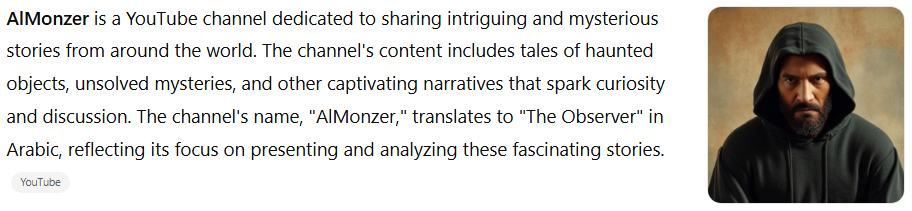 AlMonzer is a YouTube channel dedicated to sharing intriguing and mysterious
stories from around the world. The channel's content includes tales of haunted
objects, unsolved mysteries, and other captivating narratives that spark curiosity
and discussion. The channel's name, "AlMonzer," translates to "The Observer" in
Arabic, reflecting its focus on presenting and analyzing these fascinating stories.
YouTube